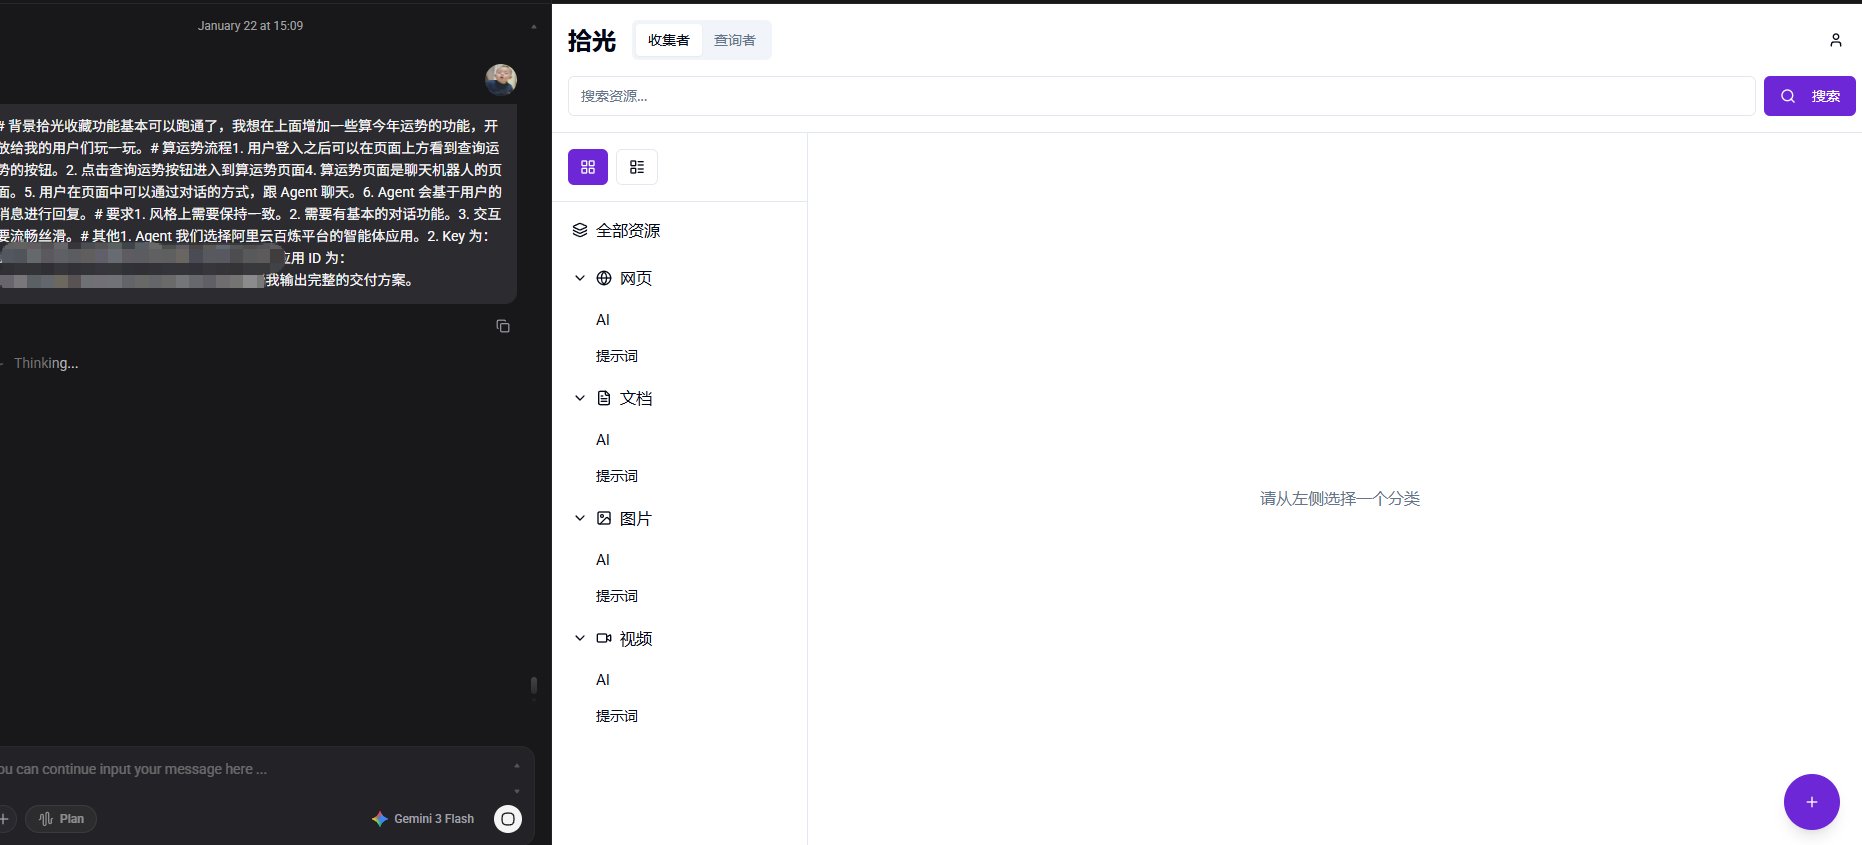 January 22 at 15:09
# 背景拾光收藏功能基本可以跑通了，我想在上面增加一些算今年运势的功能，开
放给我的用户们玩一玩。# 算运势流程1. 用户登入之后可以在页面上方看到查询运
势的按钮。2. 点击查询运势按钮进入到算运势页面4. 算运势页面是聊天机器人的页
面。5. 用户在页面中可以通过对话的方式，跟 Agent 聊天。6. Agent 会基于用户的
消息进行回复。# 要求1. 风格上需要保持一致。2. 需要有基本的对话功能。3. 交互
要流畅丝滑。# 其他1. Agent 我们选择阿里云百炼平台的智能体应用。2. Key 为：
应用 ID 为：
我输出完整的交付方案。
Thinking...
ou can continue input your message here ...
Plan
Gemini 3 Flash
拾光
收集者
查询者
搜索资源...
搜索
全部资源
网页
AI
提示词
文档
AI
提示词
图片
AI
提示词
视频
AI
提示词
请从左侧选择一个分类